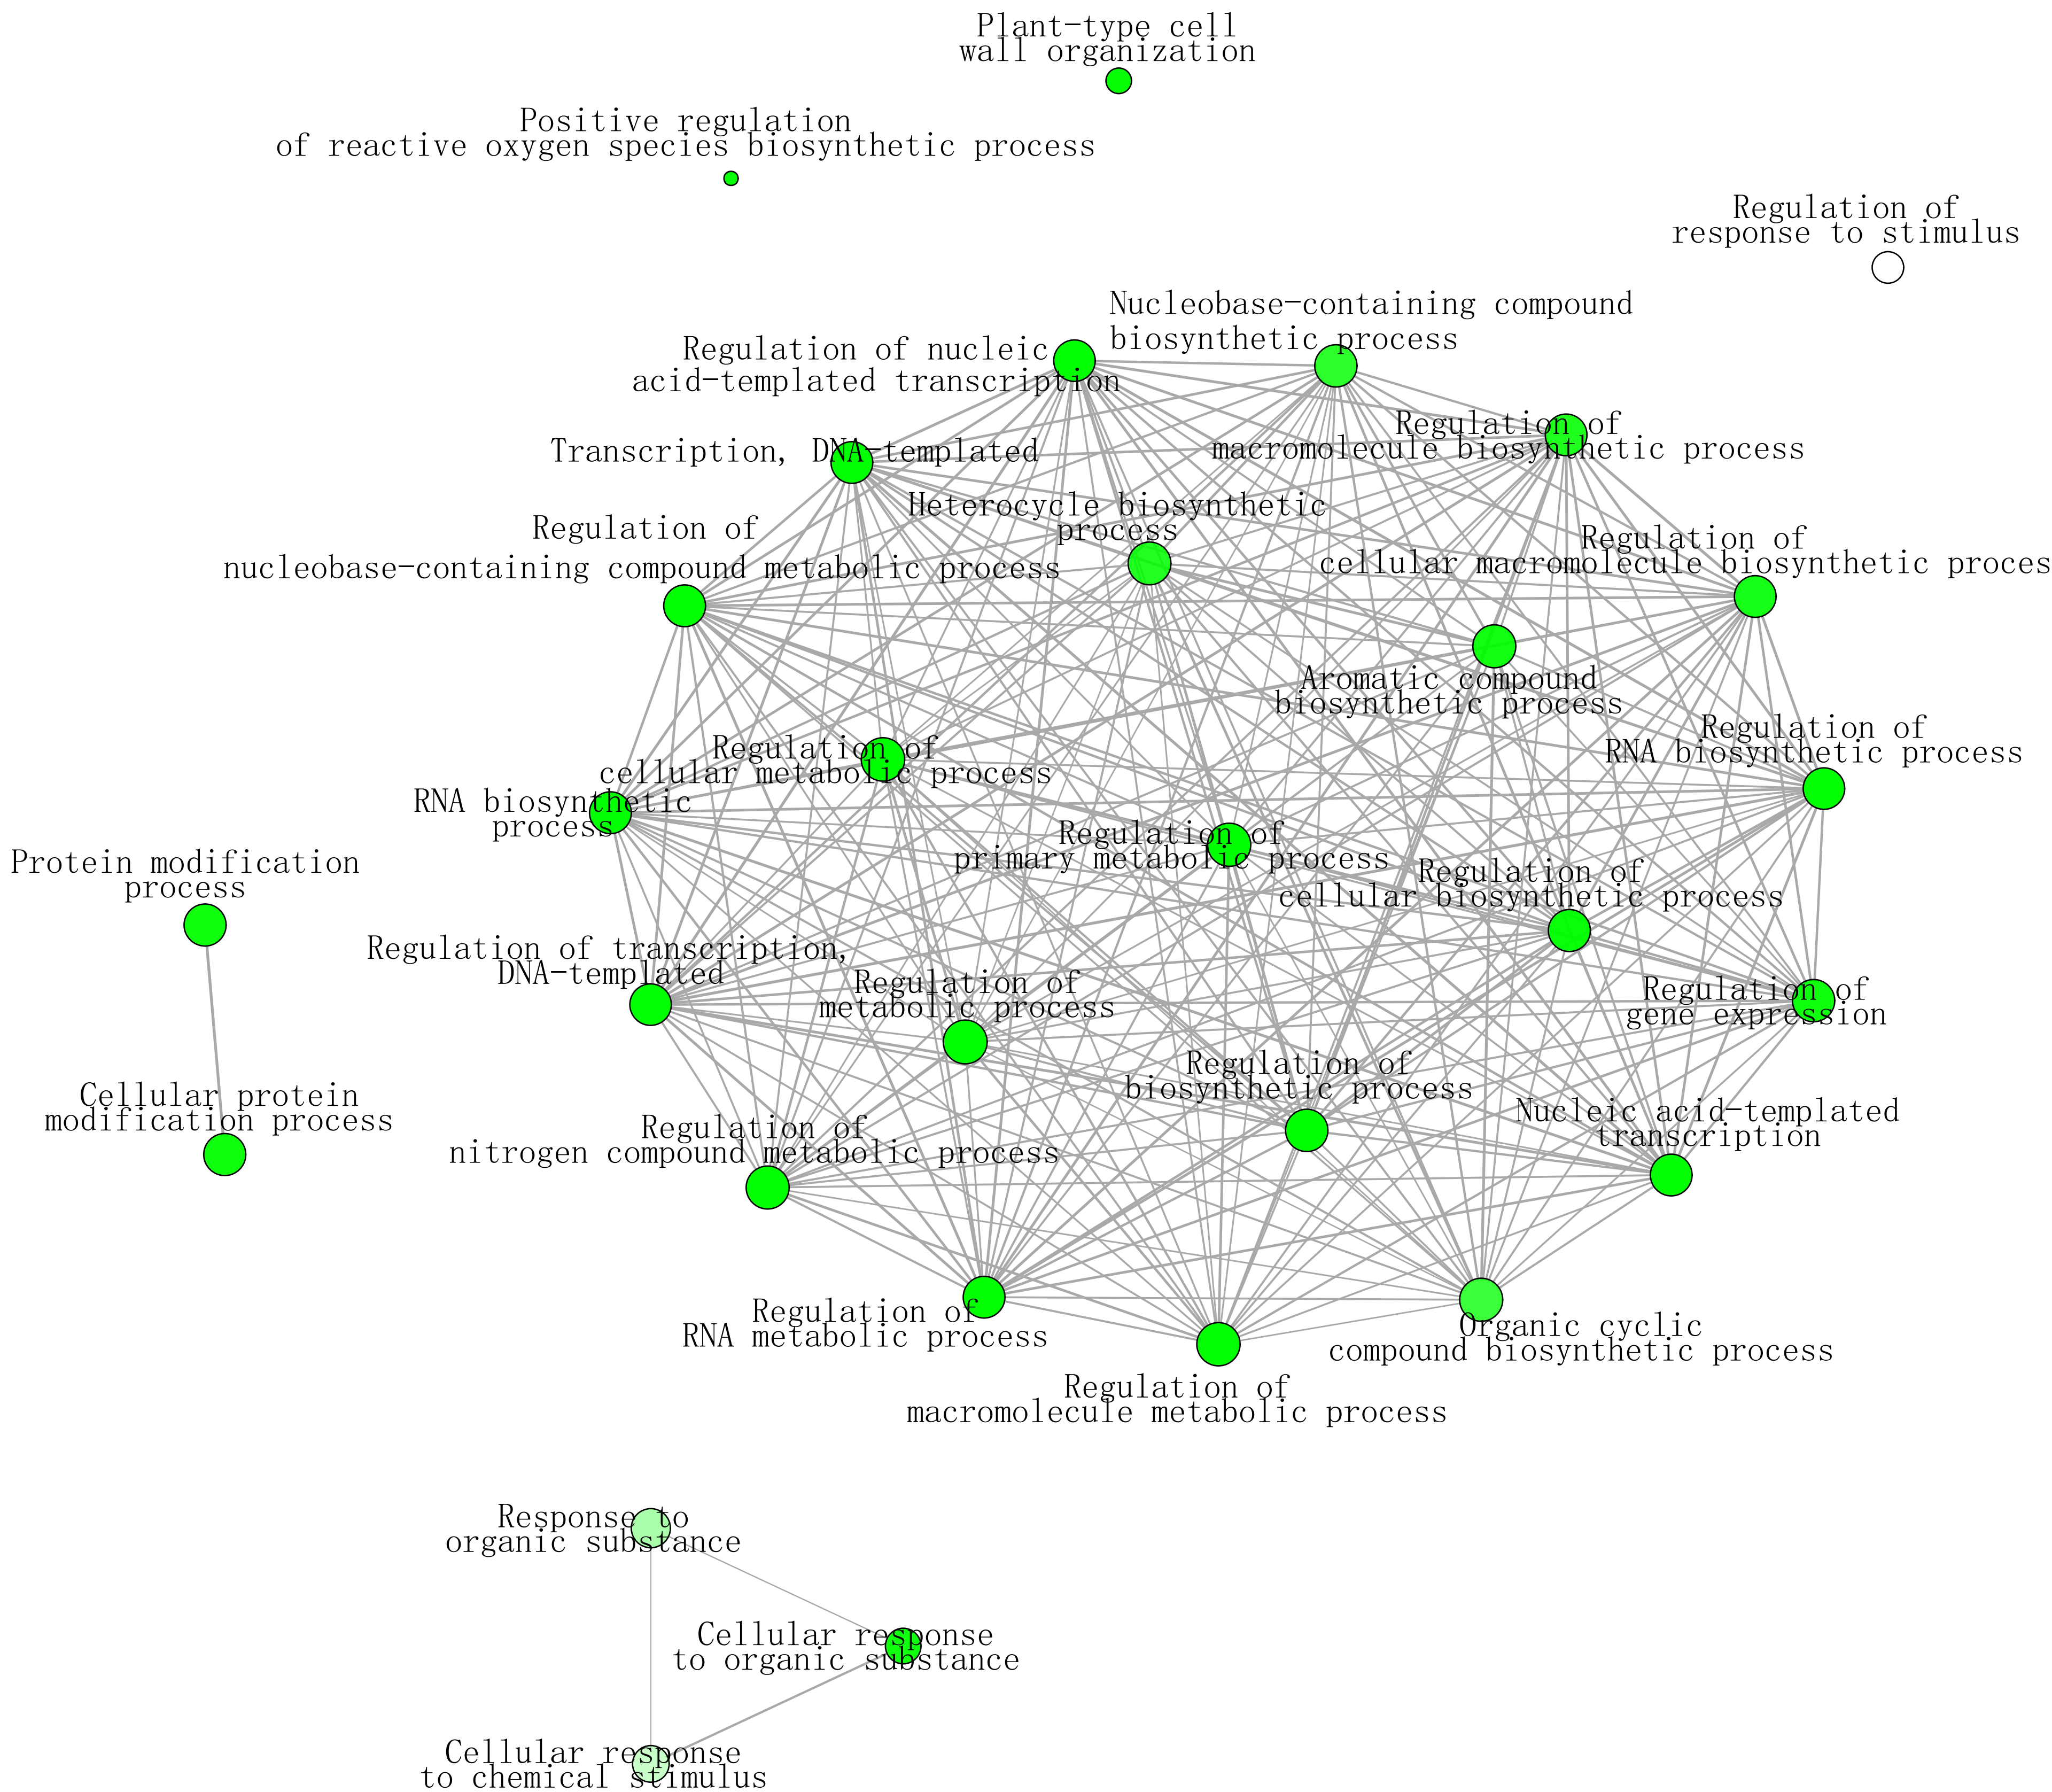 Plant-type cell
wall organization
Positive regulation
of reactive oxygen species biosynthetic process
Regulation of
response to stimulus
Nucleobase-containing compound
biosynthetic process
Regulation of nucleic
acid-templated transcription
Regulation of
macromolecule biosynthetic process
Transcription, DNA-templated
Heterocycle biosynthetic
process
Regulation of
nucleobase-containing compound metabolic process
Regulation of
cellular macromolecule biosynthetic proces
Aromatic compound
biosynthetic process
Regulation of
RNA biosynthetic process
Regulation of
cellular metabolic process
RNA biosynthetic
process
Regulation of
primary metabolic process
Protein modification
process
Regulation of
cellular biosynthetic process
Regulation of transcription,
DNA-templated
Regulation of
metabolic process
Regulation of
gene expression
Regulation of
biosynthetic process
Cellular protein
modification process
Nucleic acid-templated
transcription
Regulation of
nitrogen compound metabolic process
Regulation of
RNA metabolic process
Organic cyclic
compound biosynthetic process
Regulation of
macromolecule metabolic process
Response to
organic substance
Cellular response
to organic substance
Cellular response
to chemical stimulus